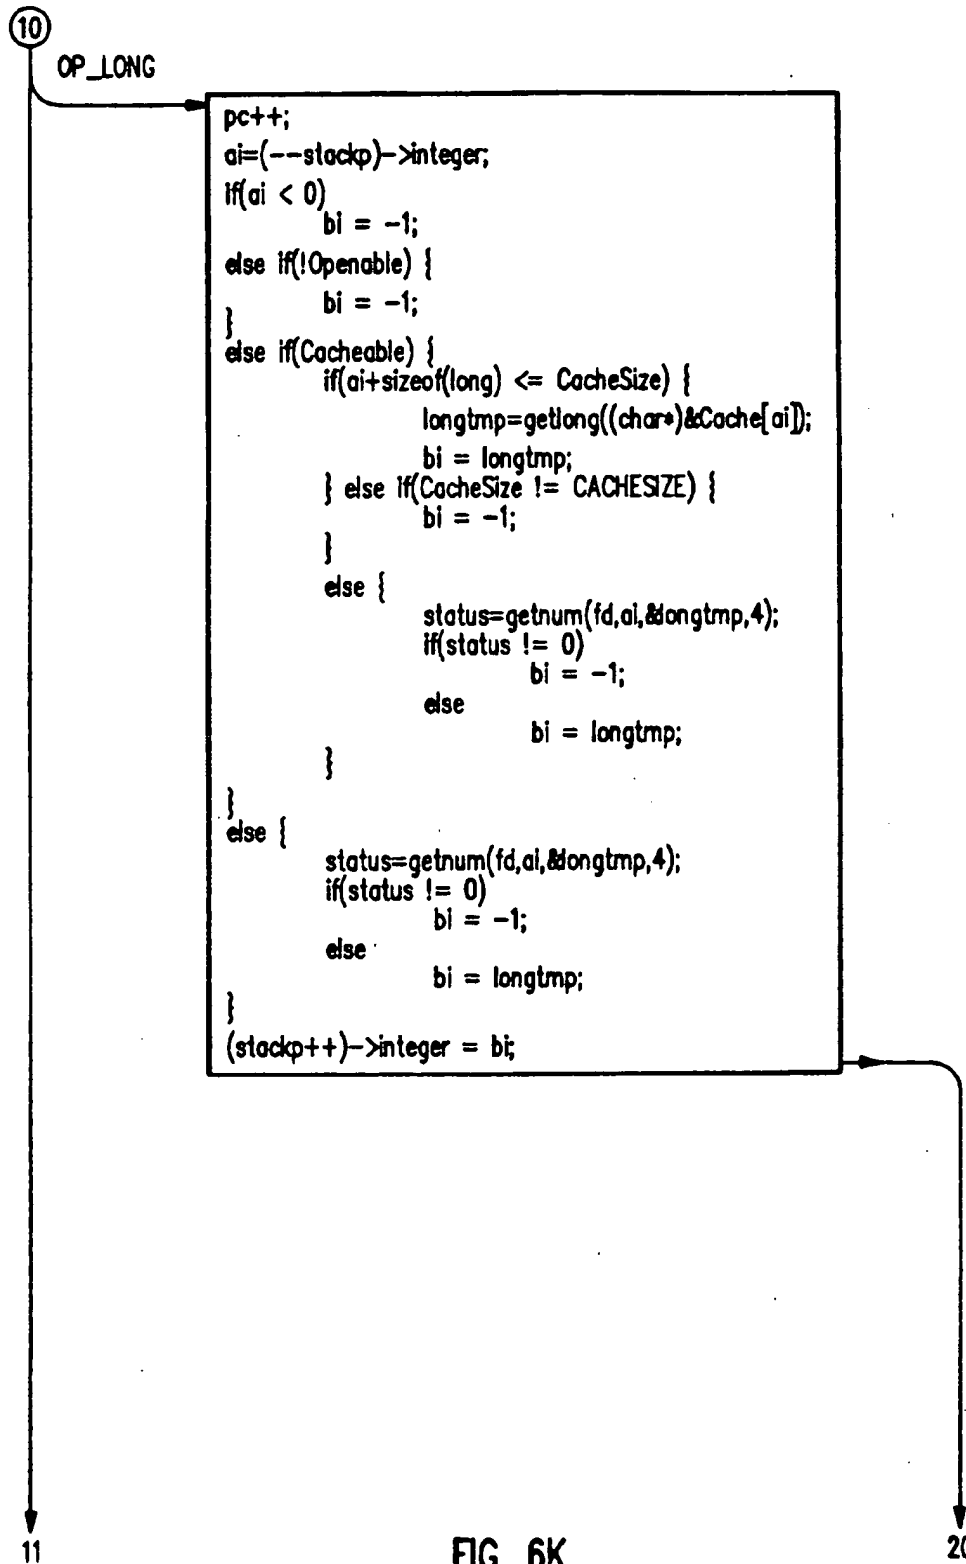 10
OP_LONG
pc++;
ai=(--stackp)->integer;
if(ai < 0)
bi = -1;
else if(!Openable) {
bi = -1;
}
else if(Cacheable) {
if(ai+sizeof(long) <= CacheSize) {
longtmp=getlong((char*)&Cache[ai]);
bi = longtmp;
} else if(CacheSize != CACHESIZE) {
bi = -1;
}
else {
status=getnum(fd,ai,&longtmp,4);
if(status != 0)
bi = -1;
else
bi = longtmp;
}
}
else {
status=getnum(fd,ai,&longtmp,4);
if(status != 0)
bi = -1;
else
bi = longtmp;
}
(stackp++)->integer = bi;
11
FIG. 6K
20